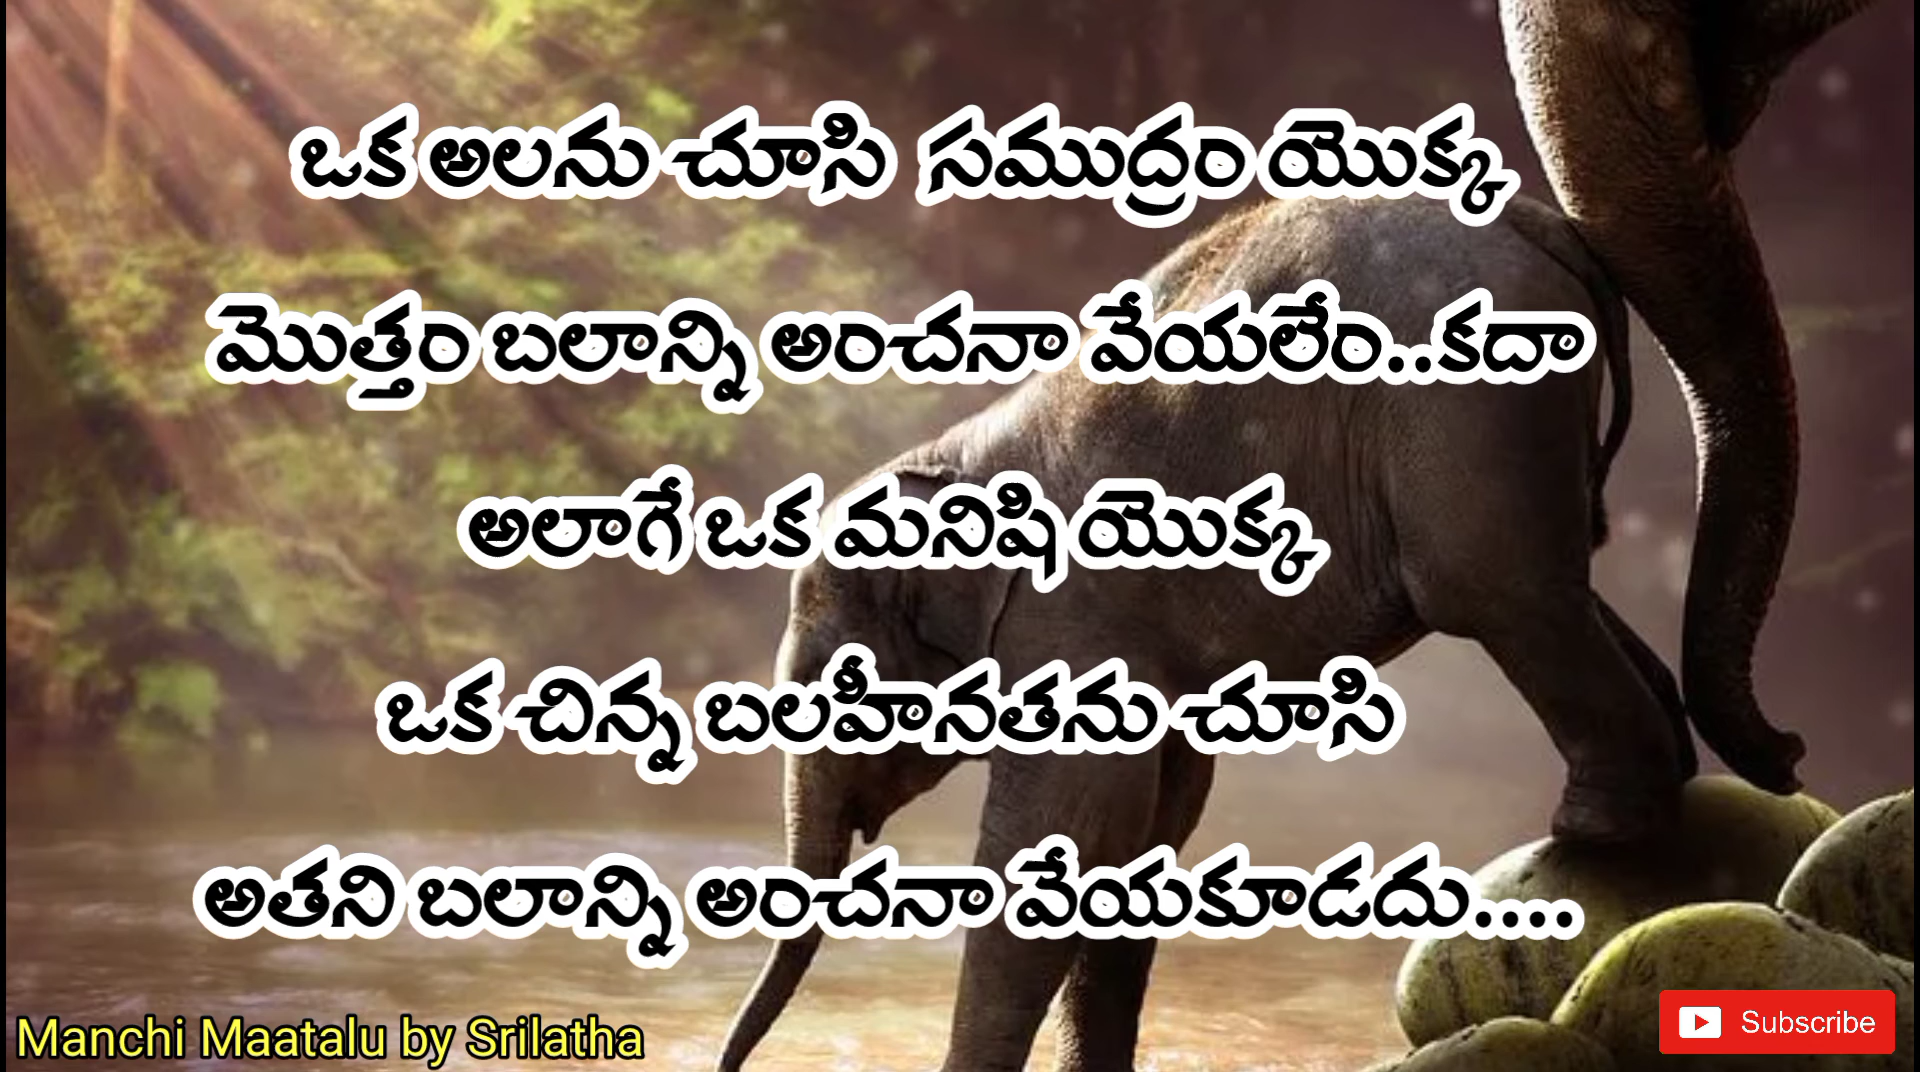 ఒక అలను చూసి సముద్రం యొక్క
మొత్తం బలాన్ని అంచనా వేయలేం..కదా
అలాగే ఒక మనిషి యొక్క
ఒక చిన్న బలహీనతను చూసి
అతని బలాన్ని అంచనా వేయకూడదు....
Manchi Maatalu by Srilatha
Subscribe